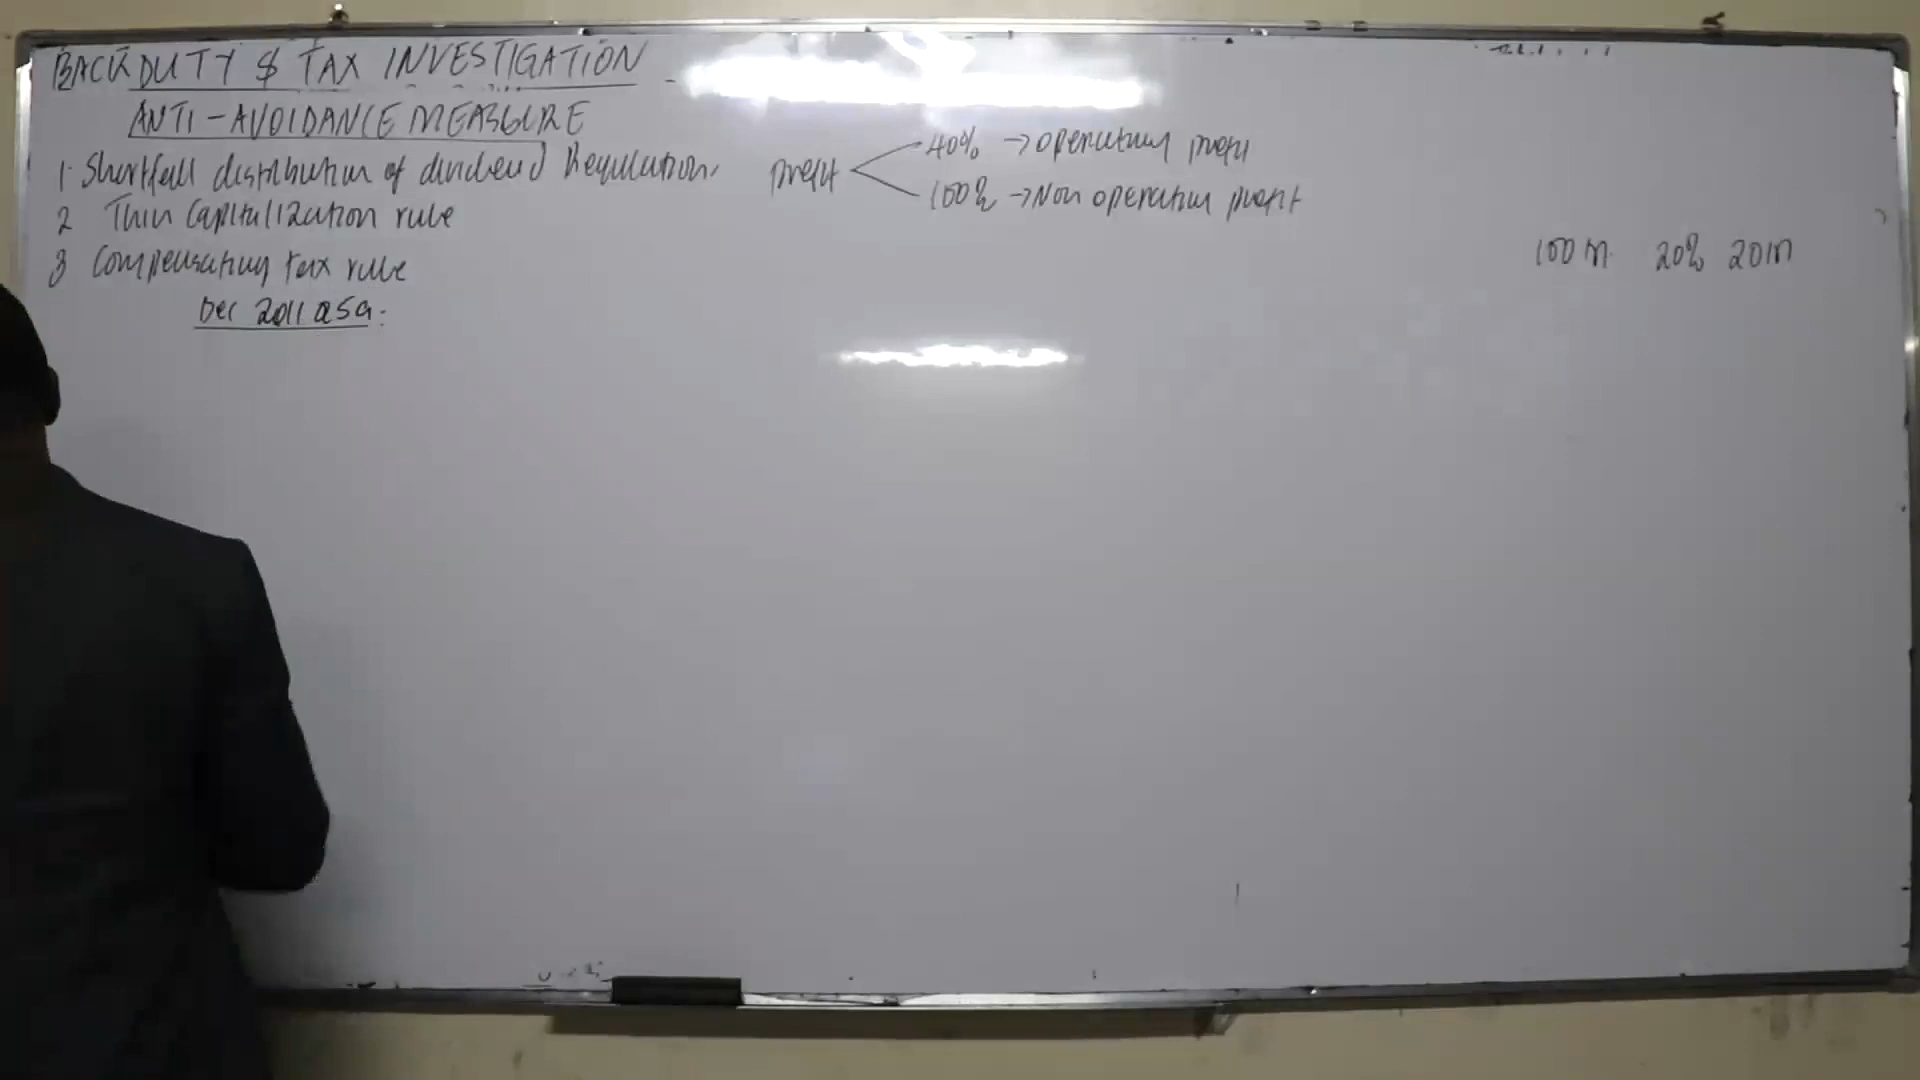 BACK DUTY & TAX INVESTIGATION
ANTI-AVOIDANCE MEASURE
1. Shortfall distribution of dividend Regulation.
profit
40% → operating profit
100% → Non operating profit
2 Thin Capitalization rule
3 Compensating tax rule
100m. 20% 20m
Dec 2011 Q5a: